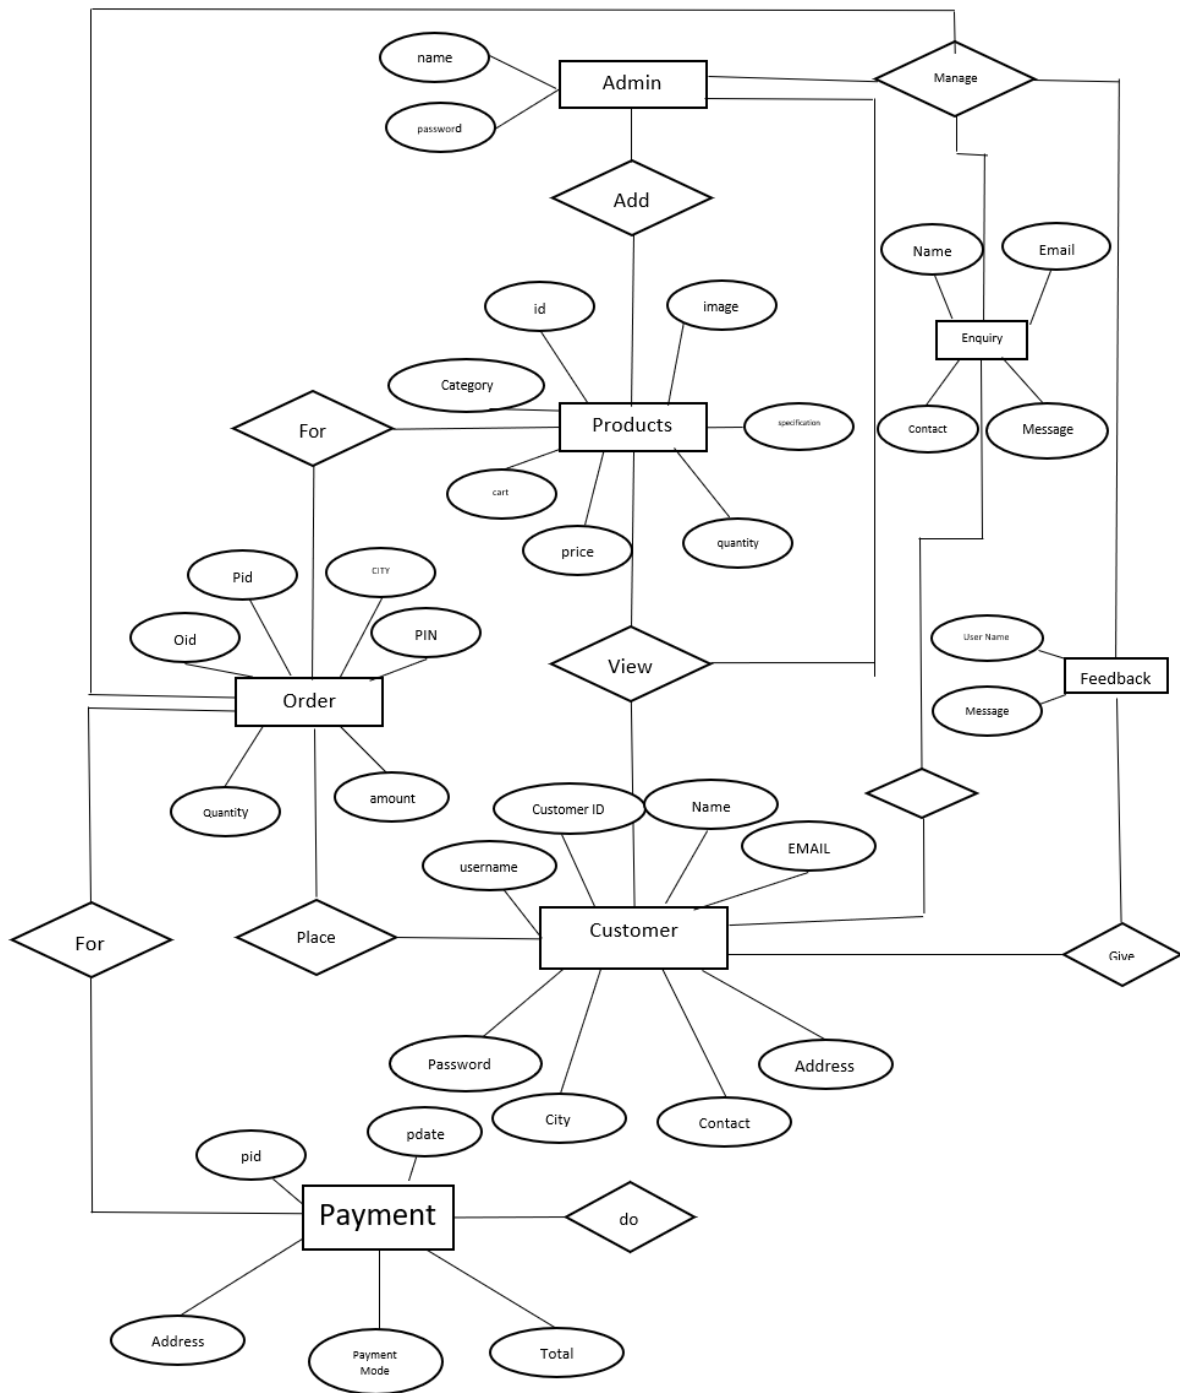 name
Admin
Manage
password
Add
Name
Email
id
image
Enquiry
Category
Products
specification
For
Contact
Message
cart
price
quantity
Pid
CITY
Oid
PIN
User Name
View
Feedback
Order
Message
Customer ID
Name
Quantity
amount
username
EMAIL
For
Place
Customer
Give
Password
Address
City
Contact
pdate
pid
Payment
do
Address
Payment
Mode
Total